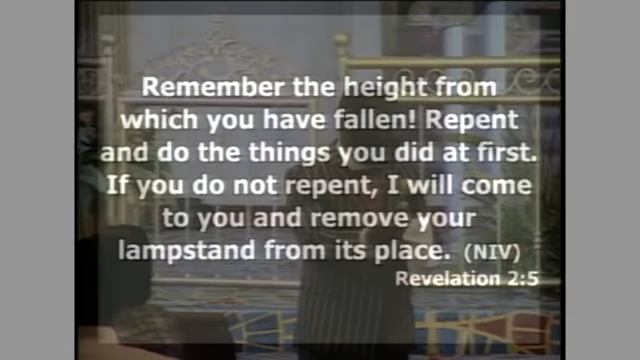 Remember the height from
which you have fallen! Repent
and do the things you did at first.
If you do not repent, I will come
to you and remove your
lampstand from its place. (NIV)
Revelation 2:5